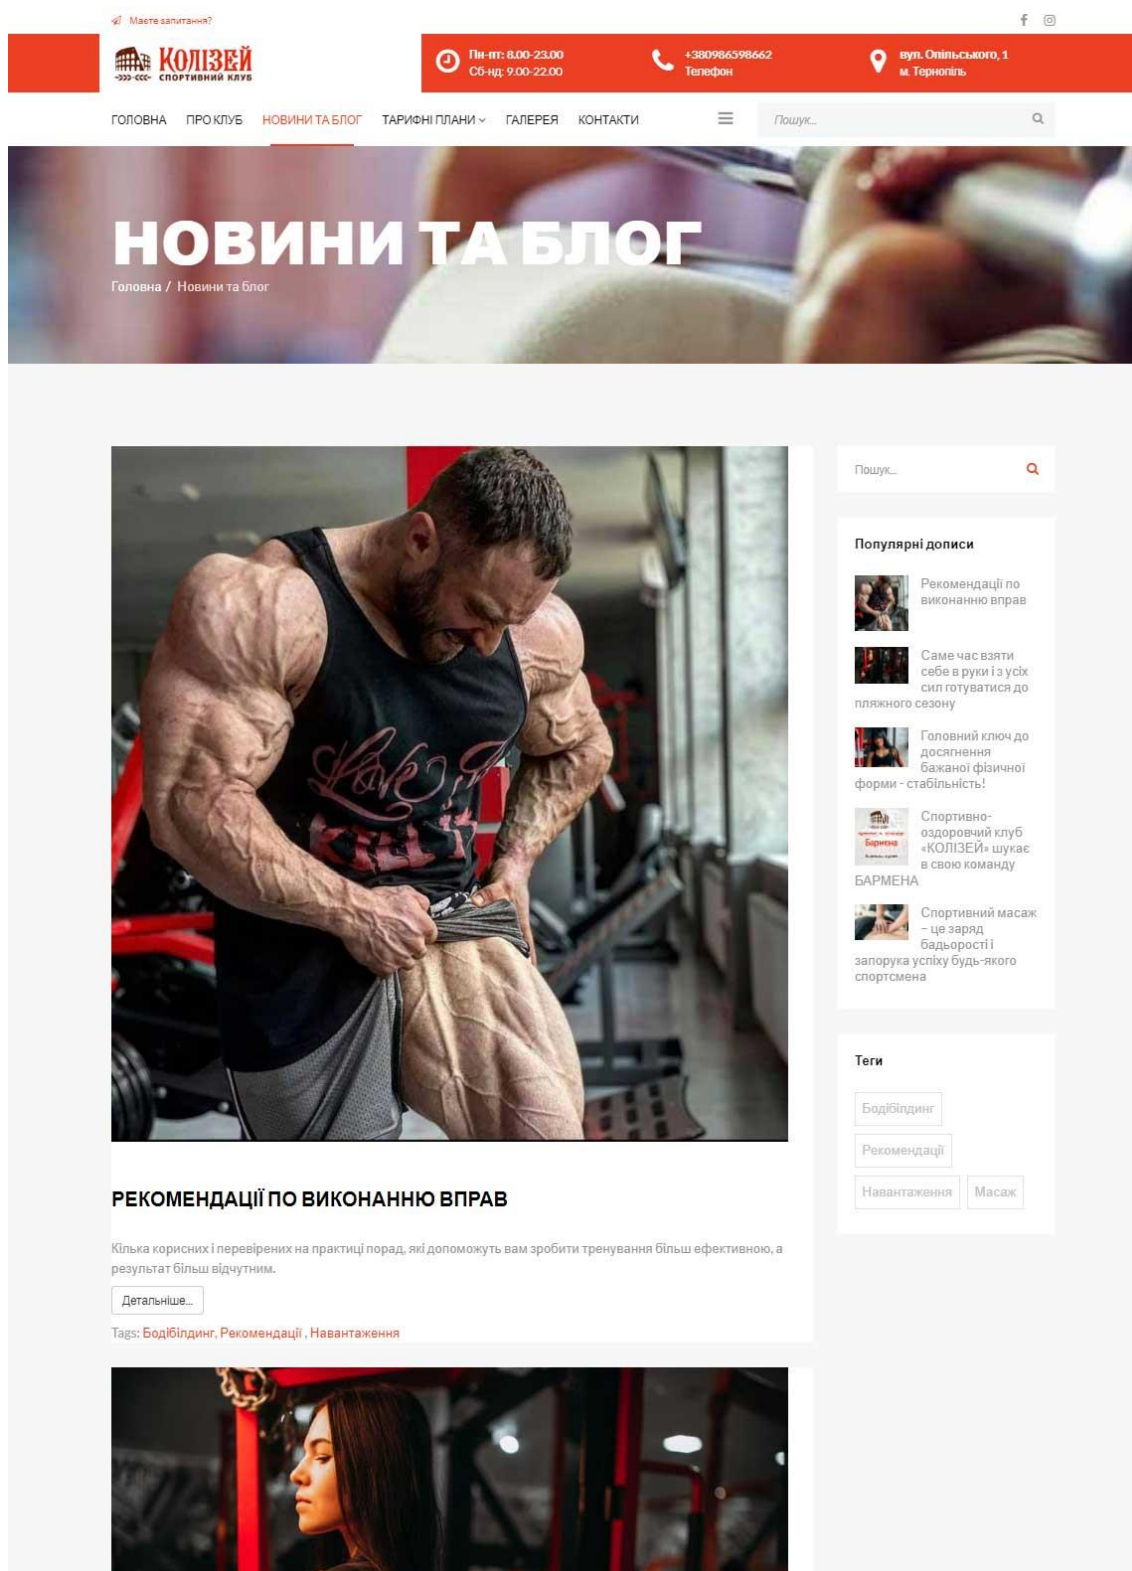 Маєте запитання?
КОЛІЗЕЙ
СПОРТИВНИЙ КЛУБ
Пн-пт: 8.00-23.00
Сб-нд: 9.00-22.00
+380986598662
Телефон
вул. Опільського, 1
м. Тернопіль
ГОЛОВНА ПРО КЛУБ НОВИНИ ТА БЛОГ ТАРИФНІ ПЛАНИ ГАЛЕРЕЯ КОНТАКТИ
Пошук...
НОВИНИ ТА БЛОГ
Головна / Новини та блог
KILL IT
РЕКОМЕНДАЦІЇ ПО ВИКОНАННЮ ВПРАВ
Кілька корисних і перевірених на практиці порад, які допоможуть вам зробити тренування більш ефективною, а
результат більш відчутним.
Детальніше...
Tags: Бодібілдинг, Рекомендації , Навантаження
Пошук...
Популярні дописи
Рекомендації по
виконанню вправ
Саме час взяти
себе в руки і з усіх
сил готуватися до
пляжного сезону
Головний ключ до
досягнення
бажаної фізичної
форми - стабільність!
Бармена
Спортивно-
оздоровчий клуб
«КОЛІЗЕЙ» шукає
в свою команду
БАРМЕНА
Спортивний масаж
– це заряд
бадьорості і
запорука успіху будь-якого
спортсмена
Теги
Бодібілдинг
Рекомендації
Навантаження Масаж